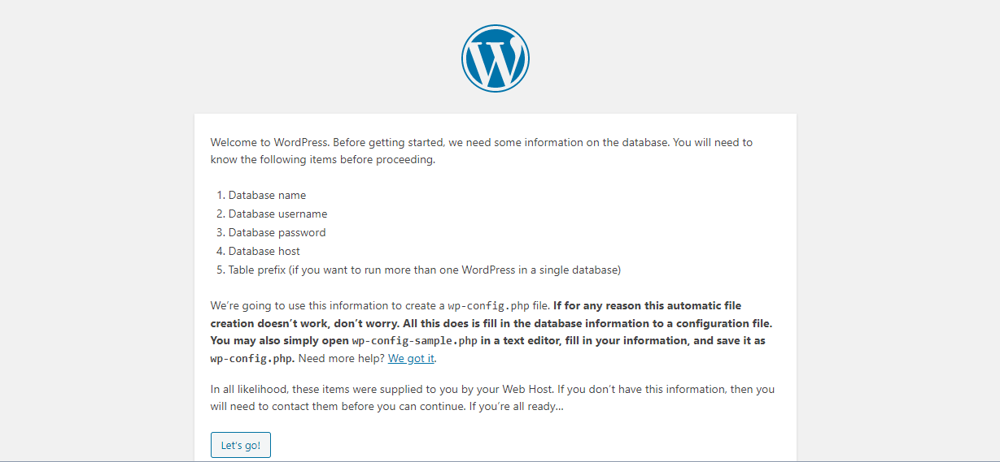 Welcome to WordPress. Before getting started, we need some information on the database. You will need to
know the following items before proceeding.
1. Database name
2. Database username
3. Database password
4. Database host
5. Table prefix (if you want to run more than one WordPress in a single database)
We’re going to use this information to create a wp-config.php file. If for any reason this automatic file
creation doesn’t work, don’t worry. All this does is fill in the database information to a configuration file.
You may also simply open wp-config-sample.php in a text editor, fill in your information, and save it as
wp-config.php. Need more help? We got it.
In all likelihood, these items were supplied to you by your Web Host. If you don’t have this information, then you
will need to contact them before you can continue. If you’re all ready…
Let’s go!